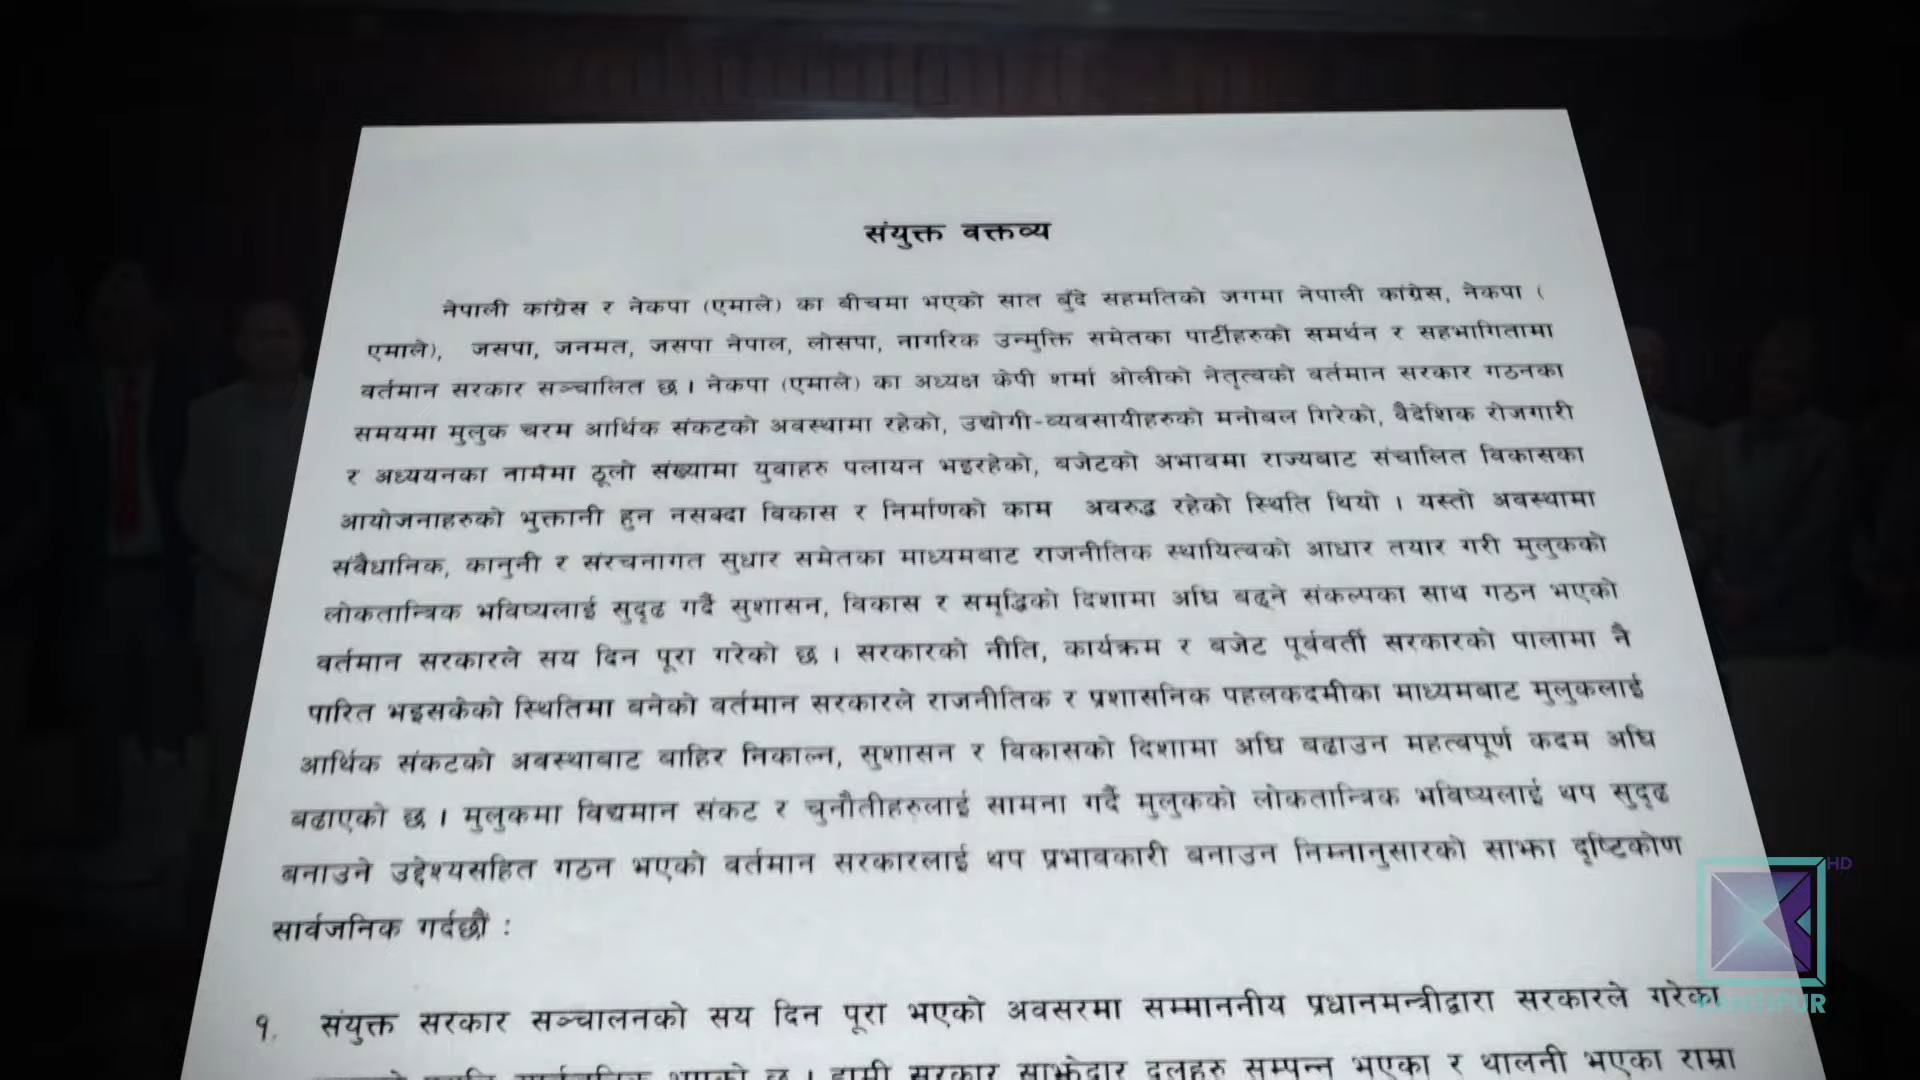 संयुक्त वक्तव्य
नेपाली कांग्रेस र नेकपा (एमाले) का बीचमा भएको सात बुँदे सहमतिको जगमा नेपाली कांग्रेस, नेकपा (
एमाले), जसपा, जनमत, जसपा नेपाल, लोसपा, नागरिक उन्मुक्ति समेतका पार्टीहरुको समर्थन र सहभागितामा
वर्तमान सरकार सञ्चालित छ । नेकपा (एमाले) का अध्यक्ष केपी शर्मा ओलीको नेतृत्वको वर्तमान सरकार गठनका
समयमा मुलुक चरम आर्थिक संकटको अवस्थामा रहेको, उद्योगी-व्यवसायीहरुको मनोबल गिरेको, वैदेशिक रोजगारी
र अध्ययनका नाममा ठूलो संख्यामा युवाहरु पलायन भइरहेको, बजेटको अभावमा राज्यबाट संचालित विकासका
आयोजनाहरुको भुक्तानी हुन नसक्दा विकास र निर्माणको काम अवरुद्ध रहेको स्थिति थियो । यस्तो अवस्थामा
संवैधानिक, कानुनी र संरचनागत सुधार समेतका माध्यमबाट राजनीतिक स्थायित्वको आधार तयार गरी मुलुकको
लोकतान्त्रिक भविष्यलाई सुदृढ गर्दै सुशासन, विकास र समृद्धिको दिशामा अघि बढ्ने संकल्पका साथ गठन भएको
वर्तमान सरकारले सय दिन पूरा गरेको छ । सरकारको नीति, कार्यक्रम र बजेट पूर्ववर्ती सरकारको पालामा नै
पारित भइसकेको स्थितिमा बनेको वर्तमान सरकारले राजनीतिक र प्रशासनिक पहलकदमीका माध्यमबाट मुलुकलाई
आर्थिक संकटको अवस्थाबाट बाहिर निकाल्न, सुशासन र विकासको दिशामा अघि बढाउन महत्वपूर्ण कदम अघि
बढाएको छ । मुलुकमा विद्यमान संकट र चुनौतीहरुलाई सामना गर्दै मुलुकको लोकतान्त्रिक भविष्यलाई थप सुदृढ
बनाउने उद्देश्यसहित गठन भएको वर्तमान सरकारलाई थप प्रभावकारी बनाउन निम्नानुसारको साझा दृष्टिकोण
सार्वजनिक गर्दछौं :
१. संयुक्त सरकार सञ्चालनको सय दिन पूरा भएको अवसरमा सम्माननीय प्रधानमन्त्रीद्वारा सरकारले गरेका
छ । हामी सरकार साझेदार दलहरु सम्पन्न भएका र थालनी भएका राम्रा
HD
KANTIPUR